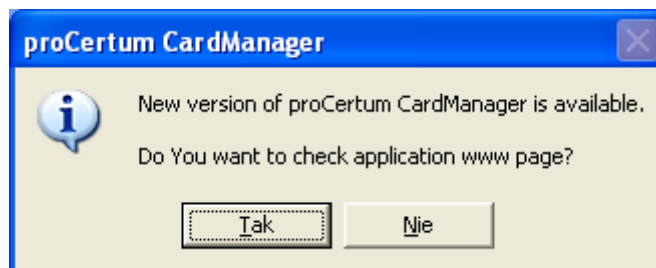 proCertum CardManager
New version of proCertum CardManager is available.
Do You want to check application www page?
Tak
Nie